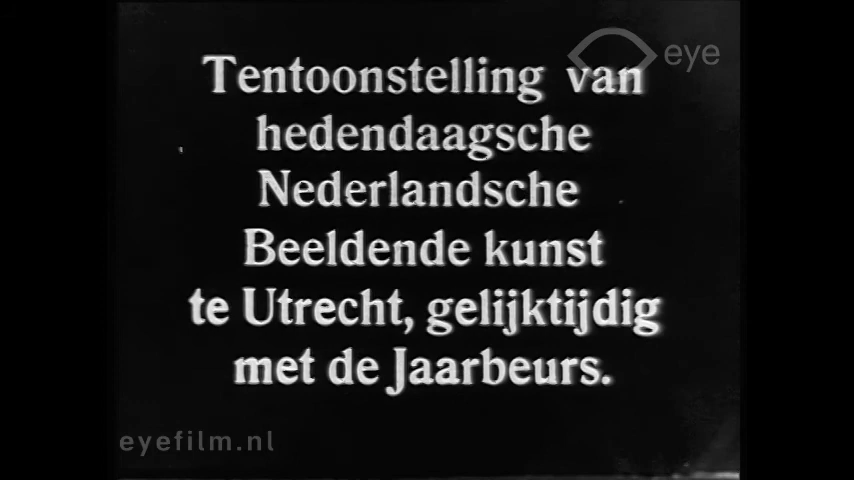 eye
Tentoonstelling van
hedendaagsche
Nederlandsche
Beeldende kunst
te Utrecht, gelijktijdig
met de Jaarbeurs.
eyefilm.nl